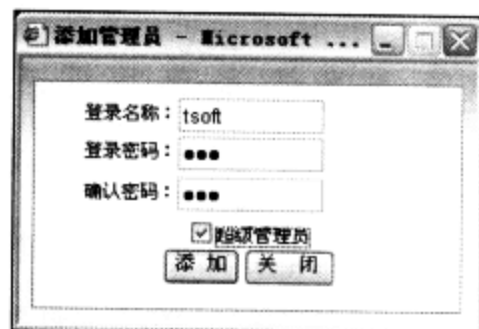 添加管理员 - Microsoft ...
登录名称：tsoft
登录密码：●●●
确认密码：●●●
超级管理员
添 加 关 闭